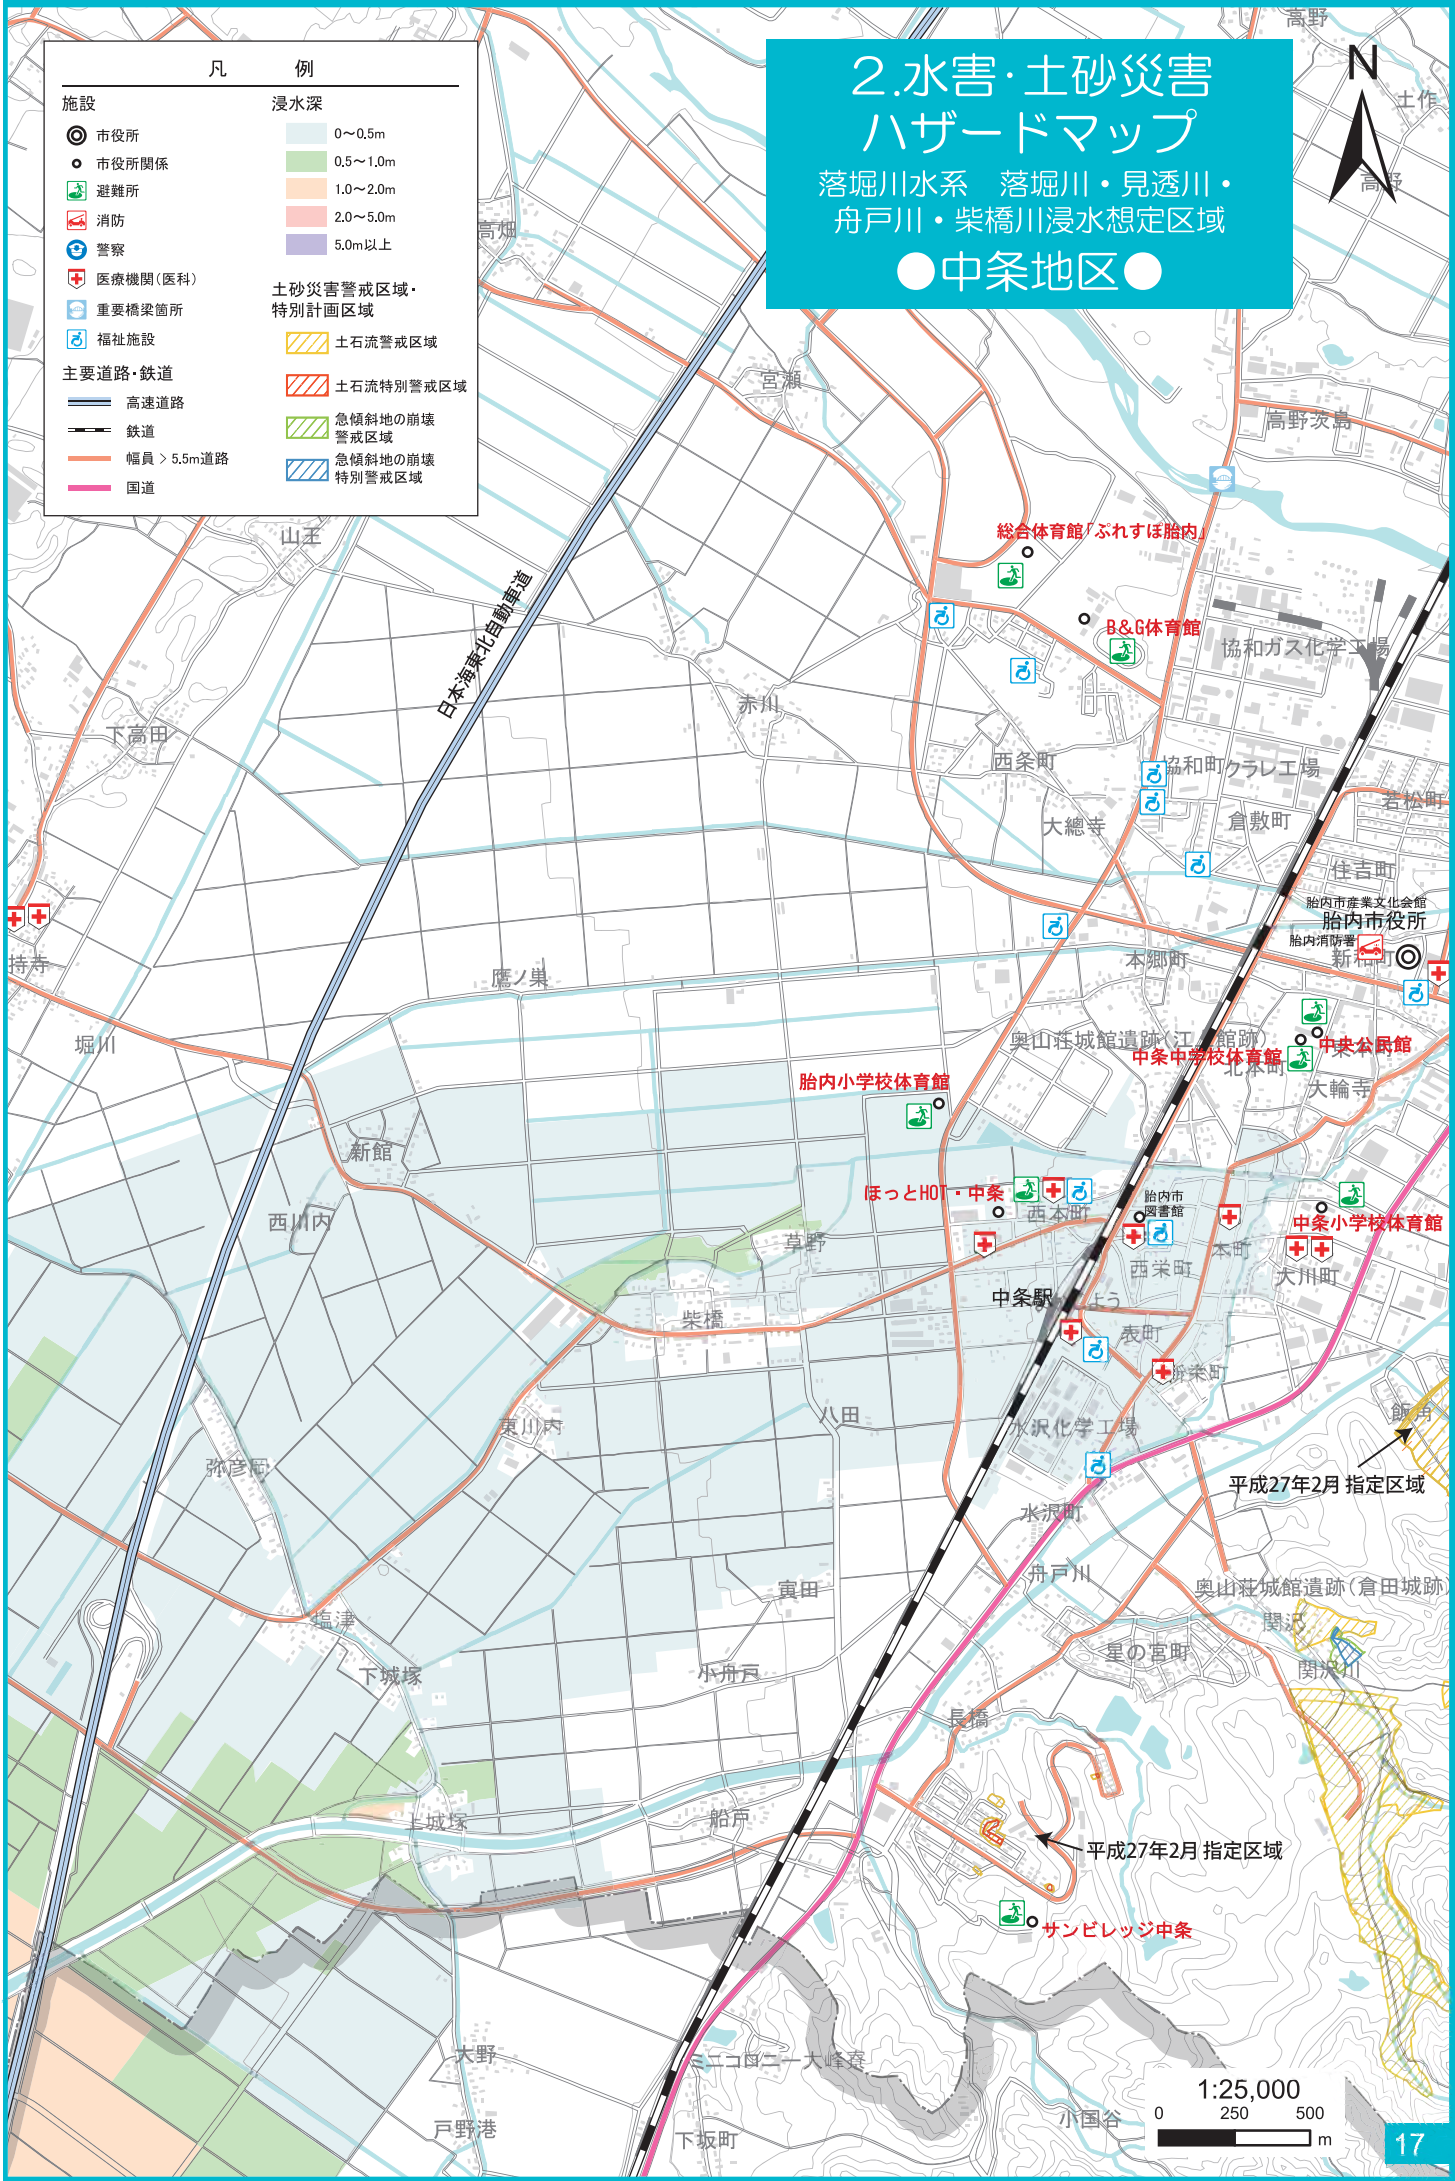 2.水害・土砂災害
ハザードマップ
落堀川水系　落堀川・見透川・
舟戸川・柴橋川浸水想定区域
●中条地区●
N
凡　例
施設
市役所
市役所関係
避難所
消防
警察
医療機関(医科)
重要橋梁箇所
福祉施設
主要道路・鉄道
高速道路
鉄道
幅員 > 5.5m道路
国道
浸水深
0～0.5m
0.5～1.0m
1.0～2.0m
2.0～5.0m
5.0m以上
土砂災害警戒区域・
特別計画区域
土石流警戒区域
土石流特別警戒区域
急傾斜地の崩壊
警戒区域
急傾斜地の崩壊
特別警戒区域
高野
土作
高野
高畑
宮瀬
高野茨島
山王
総合体育館「ぷれすぽ胎内」
日本海東北自動車道
B&G体育館
協和ガス化学工場
赤川
下高田
西条町
協和町
クラレ工場
若松町
大總寺
倉敷町
住吉町
胎内市産業文化会館
胎内市役所
胎内消防署
新和町
持寺
鷹ノ巣
本郷町
堀川
奥山荘城館遺跡(江
館跡)
中条中学校体育館
中央公民館
北本町
東本町
大輪寺
胎内小学校体育館
新館
ほっとHOT・中条
西本町
胎内市
図書館
中条小学校体育館
西川内
草野
本町
西栄町
大川町
中条駅
よう
柴橋
表町
新栄町
八田
飯角
東川内
水沢化学工場
弥彦岡
平成27年2月 指定区域
水沢町
舟戸川
寅田
奥山荘城館遺跡(倉田城跡)
関沢
塩津
星の宮町
関沢川
下城塚
小舟戸
長橋
上城塚
船戸
平成27年2月 指定区域
サンビレッジ中条
大野
ミニコロニー大峰寮
戸野港
下坂町
小国谷
1:25,000
0 250 500
m
17